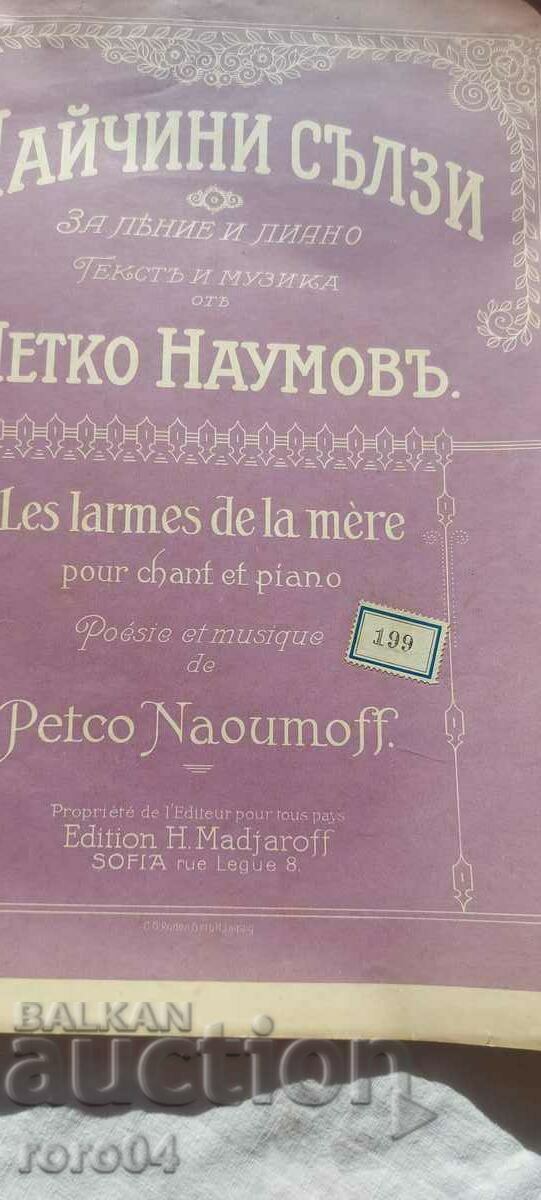 АЙЧИНИ СЪЛЗИ
ЗА ПѢНИЕ И ПИАНО
ТЕКСТЪ И МУЗИКА
ОТЪ
ПЕТКО НАУМОВЪ.
Les larmes de la mère
pour chant et piano
199
Poésie et musique
de
Petco Naoumoff.
Propriété de l'Editeur pour tous pays
Edition H. Madjaroff
SOFIA rue Legue 8.
BALKAN
auction
roro04